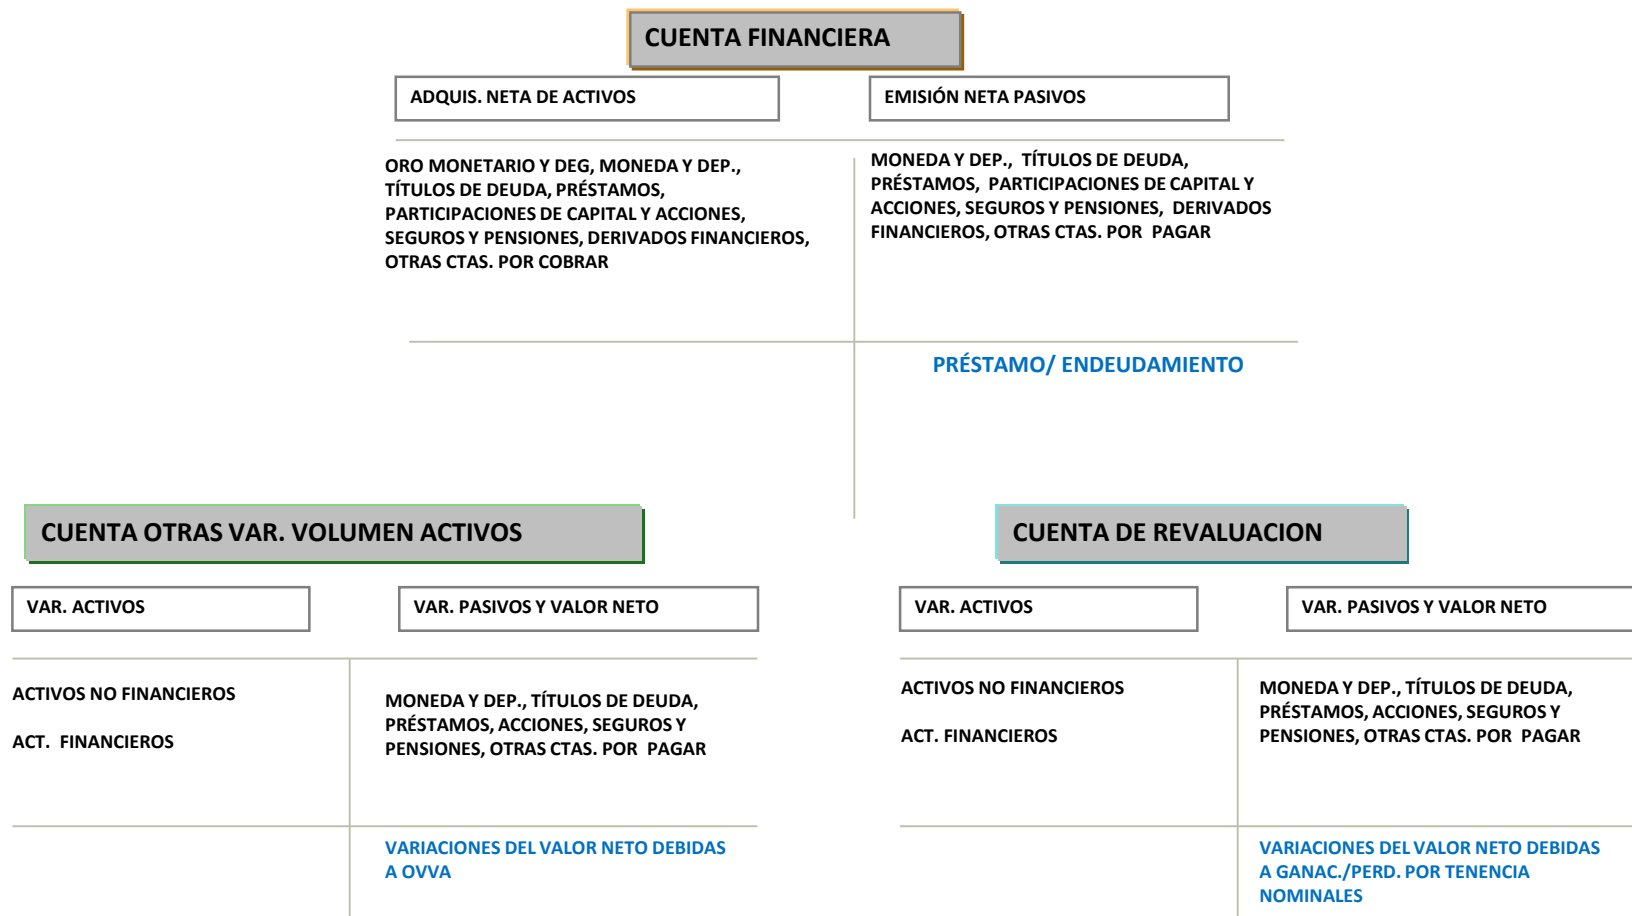 CUENTA FINANCIERA
ADQUIS. NETA DE ACTIVOS
EMISIÓN NETA PASIVOS
ORO MONETARIO Y DEG, MONEDA Y DEP.,
TÍTULOS DE DEUDA, PRÉSTAMOS,
PARTICIPACIONES DE CAPITAL Y ACCIONES,
SEGUROS Y PENSIONES, DERIVADOS FINANCIEROS,
OTRAS CTAS. POR COBRAR
MONEDA Y DEP., TÍTULOS DE DEUDA,
PRÉSTAMOS, PARTICIPACIONES DE CAPITAL Y
ACCIONES, SEGUROS Y PENSIONES, DERIVADOS
FINANCIEROS, OTRAS CTAS. POR PAGAR
PRÉSTAMO/ ENDEUDAMIENTO
CUENTA OTRAS VAR. VOLUMEN ACTIVOS
VAR. ACTIVOS
VAR. PASIVOS Y VALOR NETO
ACTIVOS NO FINANCIEROS
ACT. FINANCIEROS
MONEDA Y DEP., TÍTULOS DE DEUDA,
PRÉSTAMOS, ACCIONES, SEGUROS Y
PENSIONES, OTRAS CTAS. POR PAGAR
VARIACIONES DEL VALOR NETO DEBIDAS
A OVVA
CUENTA DE REVALUACION
VAR. ACTIVOS
VAR. PASIVOS Y VALOR NETO
ACTIVOS NO FINANCIEROS
ACT. FINANCIEROS
MONEDA Y DEP., TÍTULOS DE DEUDA,
PRÉSTAMOS, ACCIONES, SEGUROS Y
PENSIONES, OTRAS CTAS. POR PAGAR
VARIACIONES DEL VALOR NETO DEBIDAS
A GANAC./PERD. POR TENENCIA
NOMINALES